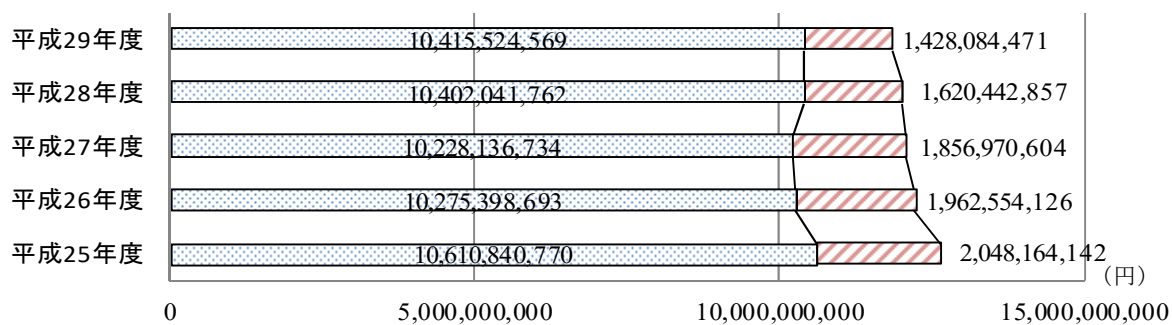 平成29年度 10,415,524,569 1,428,084,471
平成28年度 10,402,041,762 1,620,442,857
平成27年度 10,228,136,734 1,856,970,604
平成26年度 10,275,398,693 1,962,554,126
平成25年度 10,610,840,770 2,048,164,142
（円）
0 5,000,000,000 10,000,000,000 15,000,000,000